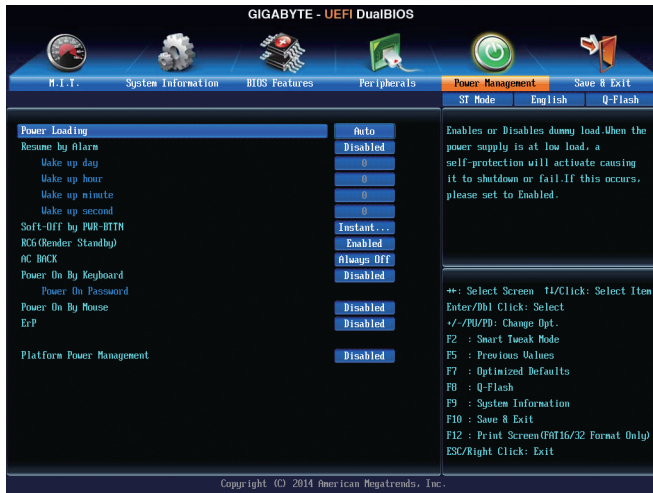 GIGABYTE - UEFI DualBIOS
M.I.T.
System Information
BIOS Features
Peripherals
Power Management
Save & Exit
ST Mode
English
Q-Flash
Power Loading Auto
Resume by Alarm Disabled
Wake up day 0
Wake up hour 0
Wake up minute 0
Wake up second 0
Soft-Off by PWR-BTTN Instant...
RC6(Render Standby) Enabled
AC BACK Always Off
Power On By Keyboard Disabled
Power On Password
Power On By Mouse Disabled
ErP Disabled
Platform Power Management Disabled
Enables or Disables dummy load.When the
power supply is at low load, a
self-protection will activate causing
it to shutdown or fail.If this occurs,
please set to Enabled.
→←: Select Screen ↑↓/Click: Select Item
Enter/Dbl Click: Select
+/-/PU/PD: Change Opt.
F2 : Smart Tweak Mode
F5 : Previous Values
F7 : Optimized Defaults
F8 : Q-Flash
F9 : System Information
F10 : Save & Exit
F12 : Print Screen(FAT16/32 Format Only)
ESC/Right Click: Exit
Copyright (C) 2014 American Megatrends, Inc.